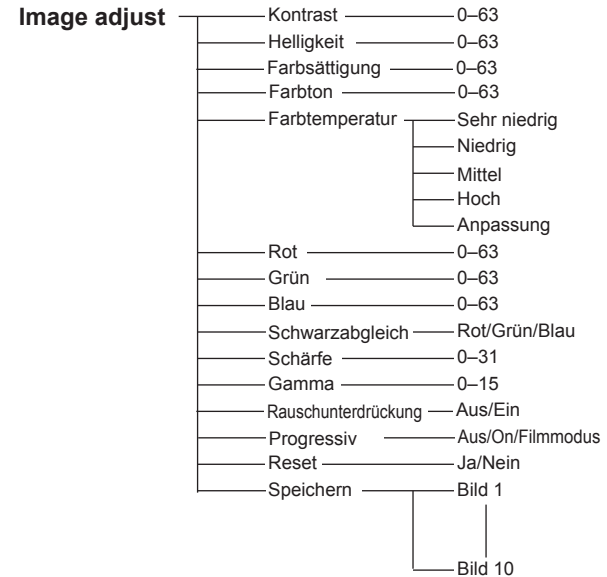 Image adjust Kontrast 0–63
Helligkeit 0–63
Farbsättigung 0–63
Farbton 0–63
Farbtemperatur Sehr niedrig
Niedrig
Mittel
Hoch
Anpassung
Rot 0–63
Grün 0–63
Blau 0–63
Schwarzabgleich Rot/Grün/Blau
Schärfe 0–31
Gamma 0–15
Rauschunterdrückung Aus/Ein
Progressiv Aus/On/Filmmodus
Reset Ja/Nein
Speichern Bild 1
Bild 10